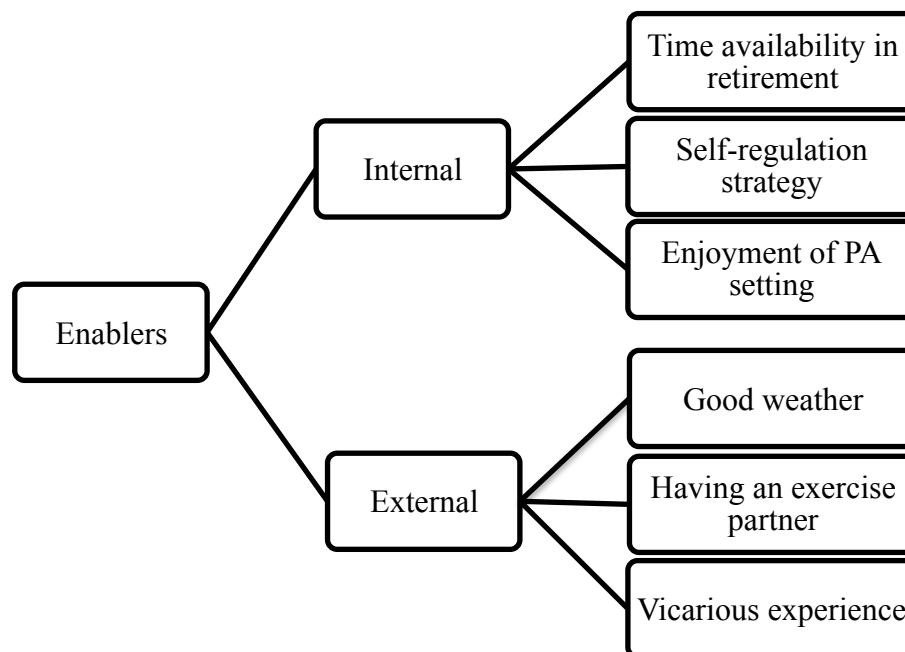 Time availability in
retirement
Internal
Self-regulation
strategy
Enjoyment of PA
setting
Enablers
Good weather
External
Having an exercise
partner
Vicarious experience